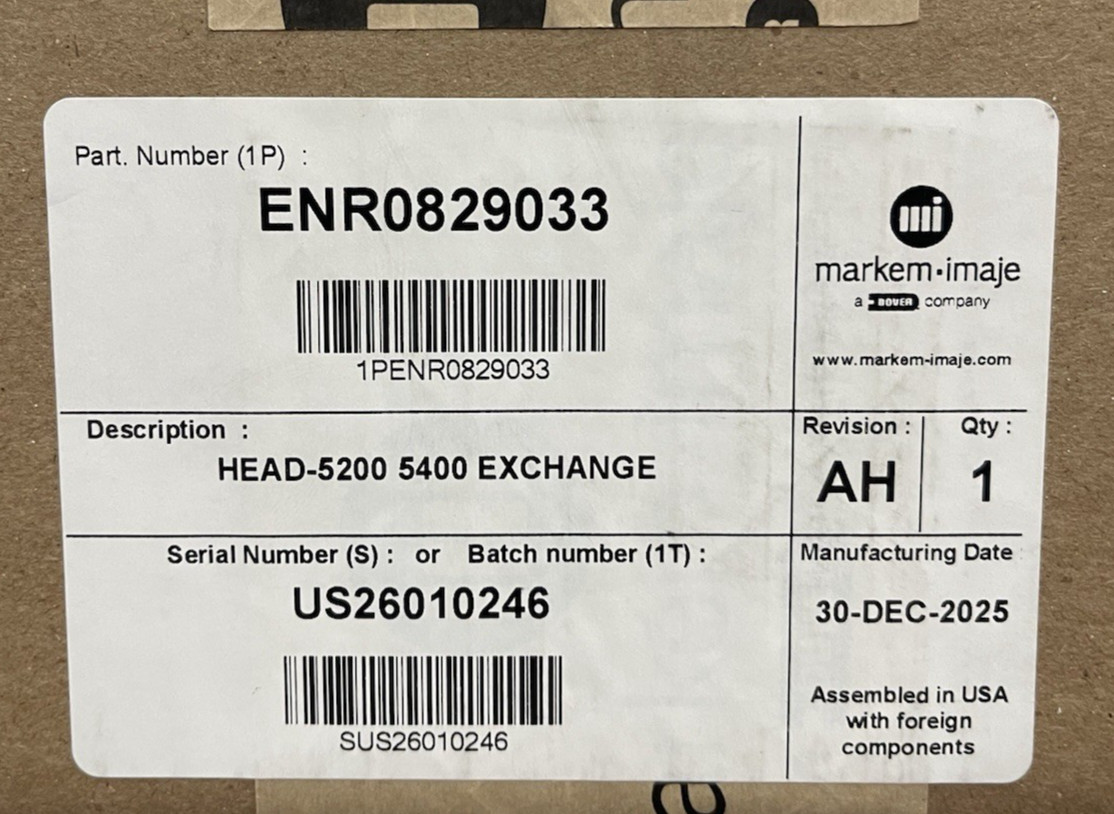 Part. Number (1P) :
ENR0829033
1PENR0829033
mi
markem·imaje
a DOVER company
www.markem-imaje.com
Description :
HEAD-5200 5400 EXCHANGE
Revision :
AH
Qty :
1
Serial Number (S) : or Batch number (1T) :
US26010246
SUS26010246
Manufacturing Date
30-DEC-2025
Assembled in USA
with foreign
components